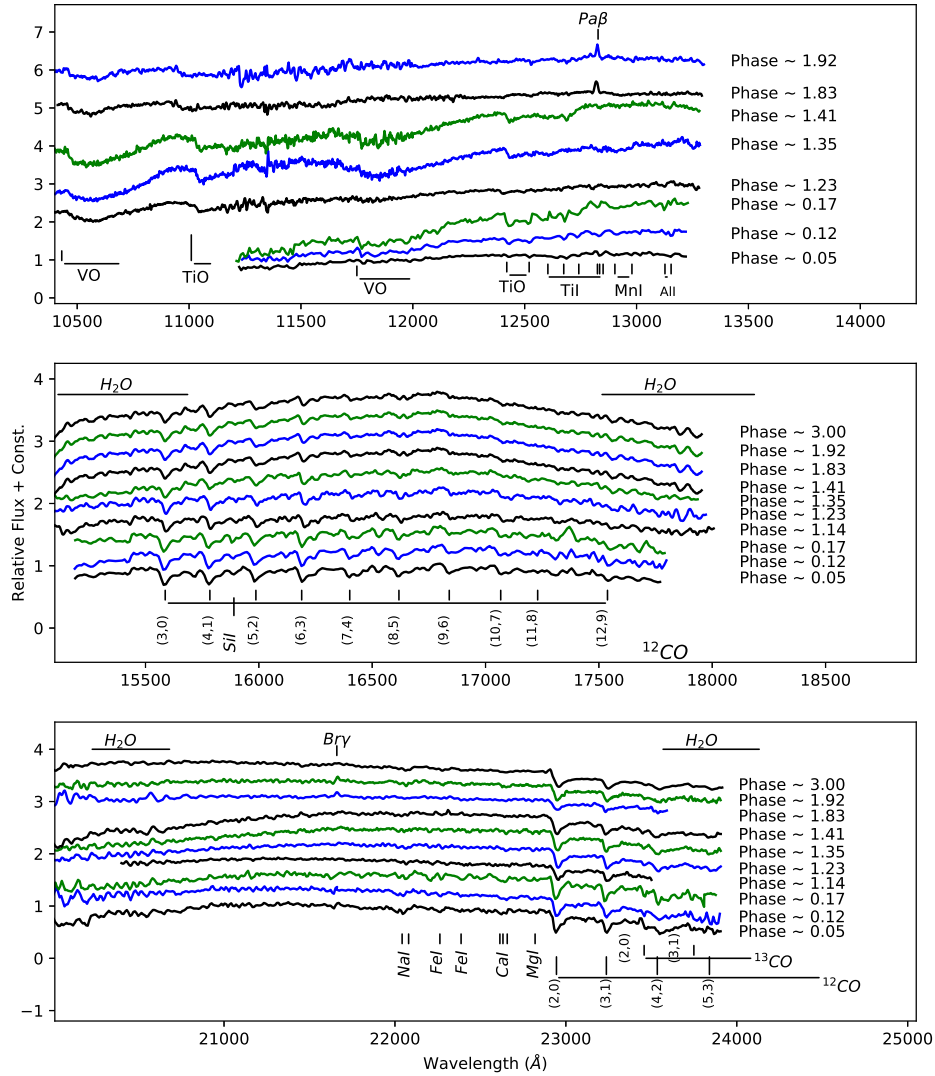 Paβ
7
6
5
4
3
2
1
0
Phase ~ 1.92
Phase ~ 1.83
Phase ~ 1.41
Phase ~ 1.35
Phase ~ 1.23
Phase ~ 0.17
Phase ~ 0.12
Phase ~ 0.05
VO
TiO
VO
TiO
TiI
MnI
AlI
10500 11000 11500 12000 12500 13000 13500 14000
Relative Flux + Const.
4
3
2
1
0
H₂O
H₂O
Phase ~ 3.00
Phase ~ 1.92
Phase ~ 1.83
Phase ~ 1.41
Phase ~ 1.35
Phase ~ 1.23
Phase ~ 1.14
Phase ~ 0.17
Phase ~ 0.12
Phase ~ 0.05
(3,0) (4,1) SiI (5,2) (6,3) (7,4) (8,5) (9,6) (10,7) (11,8) (12,9)
¹²CO
15500 16000 16500 17000 17500 18000 18500
4
3
2
1
0
−1
H₂O
Brγ
H₂O
Phase ~ 3.00
Phase ~ 1.92
Phase ~ 1.83
Phase ~ 1.41
Phase ~ 1.35
Phase ~ 1.23
Phase ~ 1.14
Phase ~ 0.17
Phase ~ 0.12
Phase ~ 0.05
NaI FeI FeI CaI MgI
(2,0) (3,1)
¹³CO
(2,0) (3,1) (4,2) (5,3)
¹²CO
21000 22000 23000 24000 25000
Wavelength (Å)